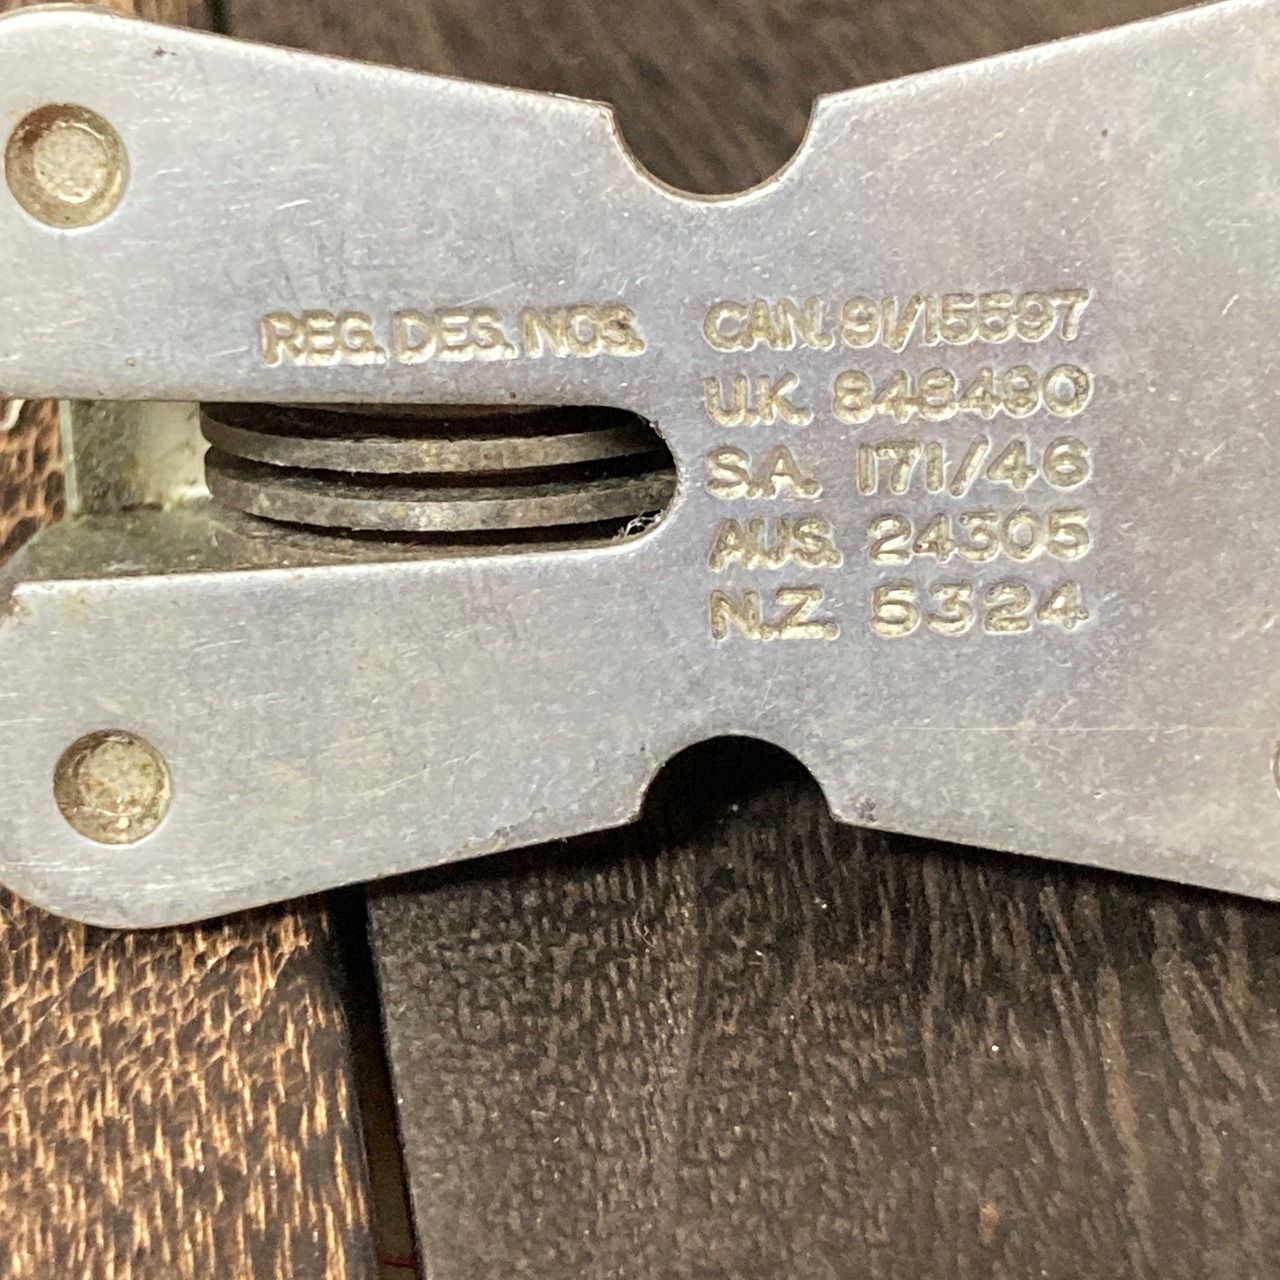 REG. DES. NOS. CAN. 91/15597
U.K. 848490
S.A. 171/46
AUS. 24305
N.Z. 5324